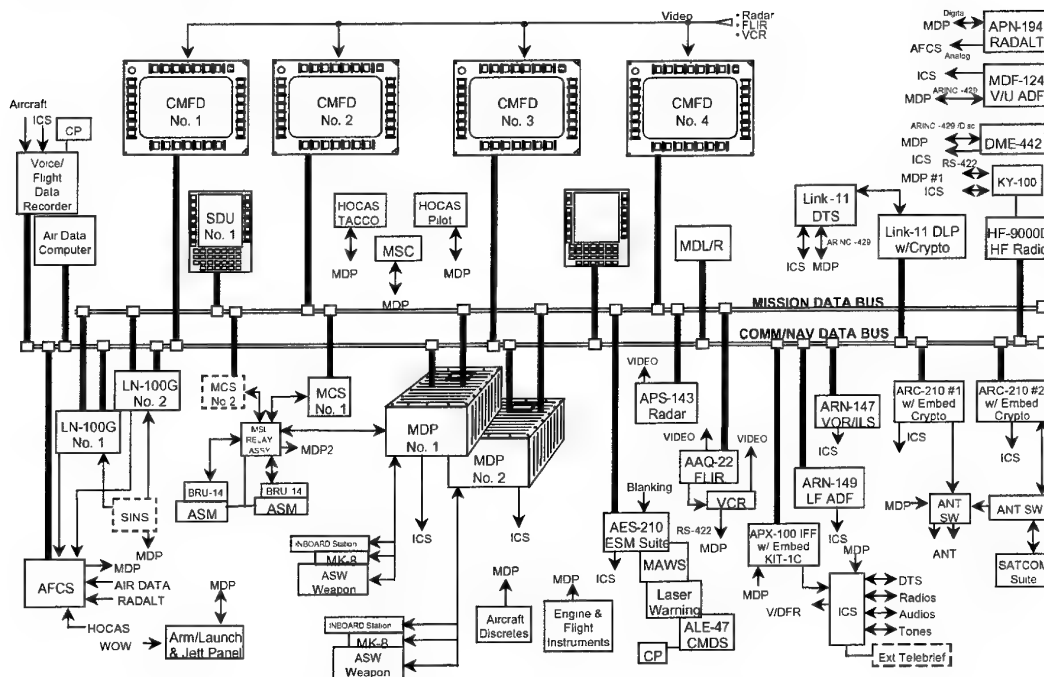 Video
• Radar
• FLIR
• VCR
CMFD
No. 1
CMFD
No. 2
CMFD
No. 3
CMFD
No. 4
Digital
MDP
AFCS
Analog
APN-194
RADALT
ICS
ARINC -429
MDP
MDF-124
V/U ADF
ARINC -429 /Disc
MDP
ICS
DME-442
RS-422
MDP #1
ICS
KY-100
HF-9000D
HF Radio
Aircraft
ICS
CP
Voice/
Flight
Data
Recorder
Air Data
Computer
SDU
No. 1
HOCAS
TACCO
MDP
MSC
MDP
HOCAS
Pilot
MDP
MDL/R
Link-11
DTS
ARINC -429
ICS
MDP
Link-11 DLP
w/Crypto
MISSION DATA BUS
COMM/NAV DATA BUS
LN-100G
No. 2
LN-100G
No. 1
SINS
MDP
MCS
No 2
MCS
No. 1
MSL
RELAY
ASSY
MDP2
BRU-14
ASM
BRU-14
ASM
MDP
No. 1
MDP
No. 2
ICS
ICS
VIDEO
APS-143
Radar
VIDEO
VIDEO
AAQ-22
FLIR
VCR
RS-422
MDP
Blanking
AES-210
ESM Suite
ICS
MAWS
Laser
Warning
ALE-47
CMDS
CP
ARN-147
VOR/ILS
ICS
ARN-149
LF ADF
ICS
APX-100 IFF
w/ Embed
KIT-1C
MDP
V/DFR
MDP
ICS
DTS
Radios
Audios
Tones
Ext Telebrief
ARC-210 #1
w/ Embed
Crypto
ICS
ARC-210 #2
w/ Embed
Crypto
ICS
MDP
ANT
SW
ANT
ANT SW
SATCOM
Suite
AFCS
MDP
AIR DATA
RADALT
HOCAS
WOW
MDP
Arm/Launch
& Jett Panel
INBOARD Station
MK-8
ASW
Weapon
INBOARD Station
MK-8
ASW
Weapon
MDP
Aircraft
Discretes
MDP
Engine &
Flight
Instruments